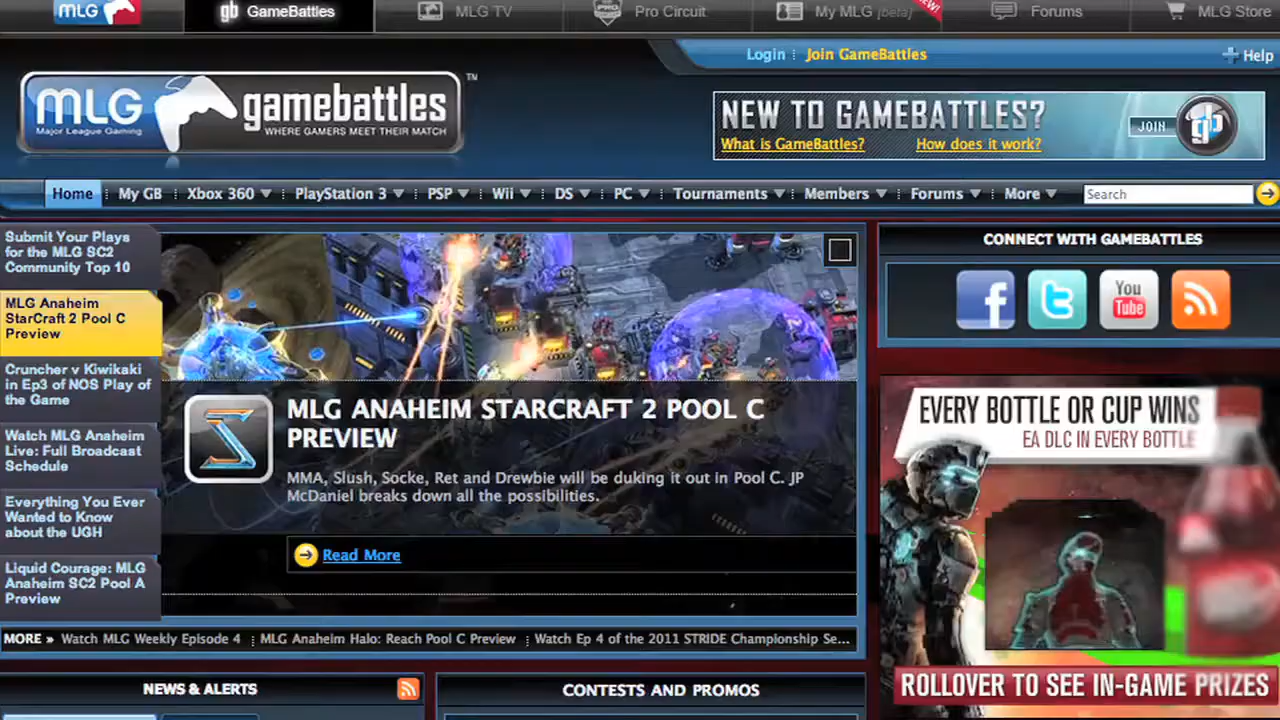 MLG
GameBattles
MLG TV
Pro Circuit
My MLG (beta)
NEW!
Forums
MLG Store
Login
Join GameBattles
Help
MLG
Major League Gaming
gamebattles
WHERE GAMERS MEET THEIR MATCH
TM
NEW TO GAMEBATTLES?
What is GameBattles?
How does it work?
JOIN
gb
Home
My GB
Xbox 360
PlayStation 3
PSP
Wii
DS
PC
Tournaments
Members
Forums
More
Search
Submit Your Plays
for the MLG SC2
Community Top 10
MLG Anaheim
StarCraft 2 Pool C
Preview
Cruncher v Kiwikaki
in Ep3 of NOS Play of
the Game
Watch MLG Anaheim
Live: Full Broadcast
Schedule
Everything You Ever
Wanted to Know
about the UGH
Liquid Courage: MLG
Anaheim SC2 Pool A
Preview
MLG ANAHEIM STARCRAFT 2 POOL C
PREVIEW
MMA, Slush, Socke, Ret and Drewbie will be duking it out in Pool C. JP
McDaniel breaks down all the possibilities.
Read More
CONNECT WITH GAMEBATTLES
You
Tube
EVERY BOTTLE OR CUP WINS
EA DLC IN EVERY BOTTLE
ROLLOVER TO SEE IN-GAME PRIZES
MORE » Watch MLG Weekly Episode 4
MLG Anaheim Halo: Reach Pool C Preview
Watch Ep 4 of the 2011 STRIDE Championship Se...
NEWS & ALERTS
CONTESTS AND PROMOS